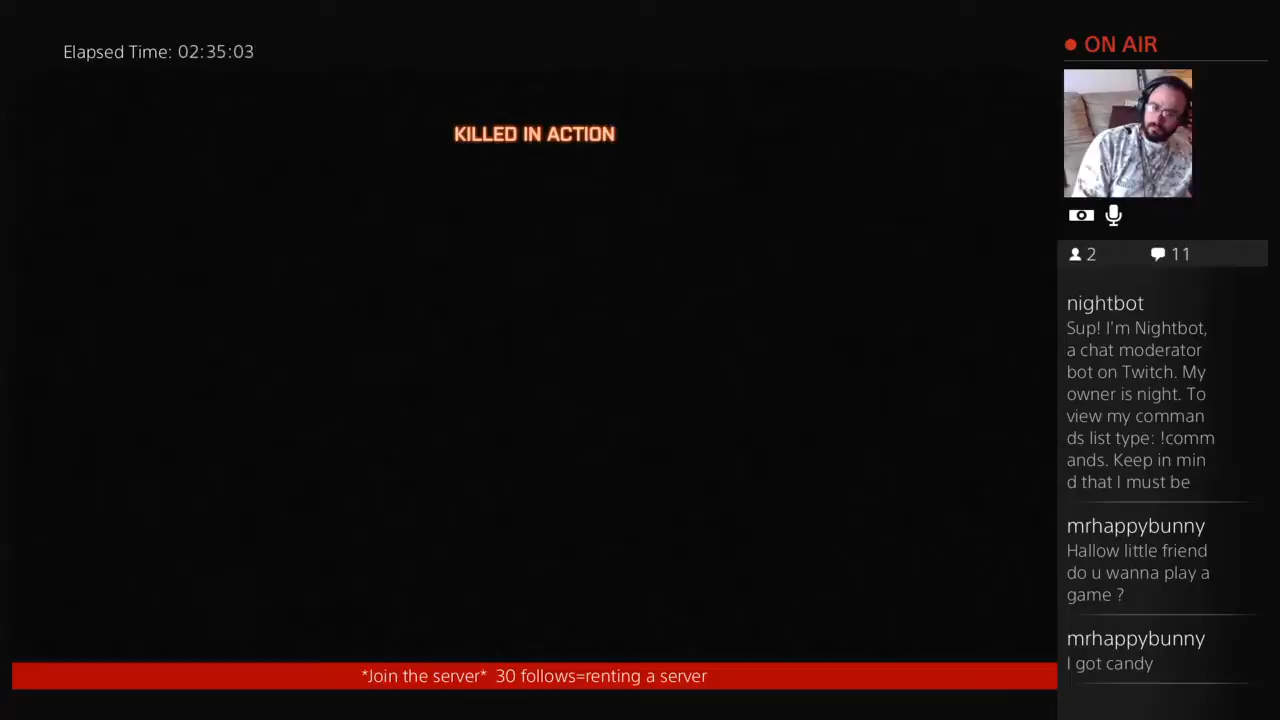 Elapsed Time: 02:35:03
KILLED IN ACTION
*Join the server* 30 follows=renting a server
ON AIR
2
11
nightbot
Sup! I'm Nightbot,
a chat moderator
bot on Twitch. My
owner is night. To
view my comman
ds list type: !comm
ands. Keep in min
d that I must be
mrhappybunny
Hallow little friend
do u wanna play a
game ?
mrhappybunny
I got candy